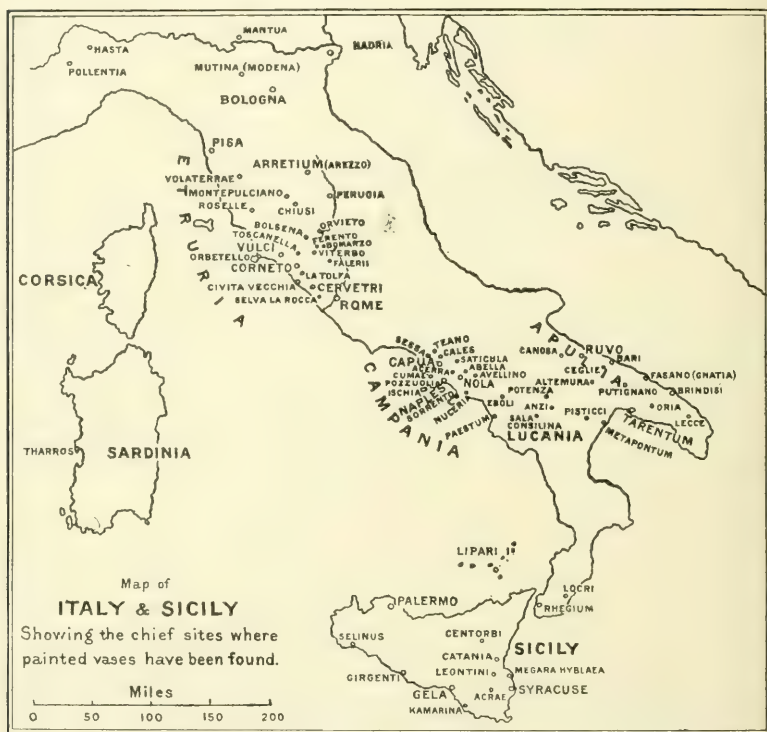 MANTUA
HADRIA
HASTA
POLLENTIA
MUTINA (MODENA)
BOLOGNA
PISA
ETRURIA
ARRETIUM (AREZZO)
VOLATERRAE
MONTEPULCIANO
PERUGIA
ROSELLE
CHIUSI
ORVIETO
BOLSENA
FERENTO
TOSCANELLA
BOMARZO
VULCI
VITERBO
ORBETELLO
FALERII
CORNETO
LA TOLFA
CIVITA VECCHIA
CERVETRI
SELVA LA ROCCA
ROME
CORSICA
SARDINIA
THARROS
APULIA
SESSA
TEANO
CALES
CAPUA
SATICULA
ACERRA
ABELLA
CUMAE
AVELLINO
POZZUOLI
NOLA
ISCHIA
NAPLES
SORRENTO
NUCERI
CAMPANIA
EBOLI
PAESTUM
POTENZA
ANZI
SALA
CONSILINA
LUCANIA
PISTICCI
CANOSA
RUVO
BARI
CEGLIE
ALTEMURA
PUTIGNANO
FASANO (GNATIA)
BRINDISI
ORIA
LECCE
TARENTUM
METAPONTUM
LIPARI Is
LOCRI
RHEGIUM
PALERMO
SELINUS
CENTORBI
SICILY
CATANIA
LEONTINI
MEGARA HYBLAEA
GIRGENTI
GELA
ACRAE
SYRACUSE
KAMARINA
Map of
ITALY & SICILY
Showing the chief sites where
painted vases have been found.
Miles
0 50 100 150 200